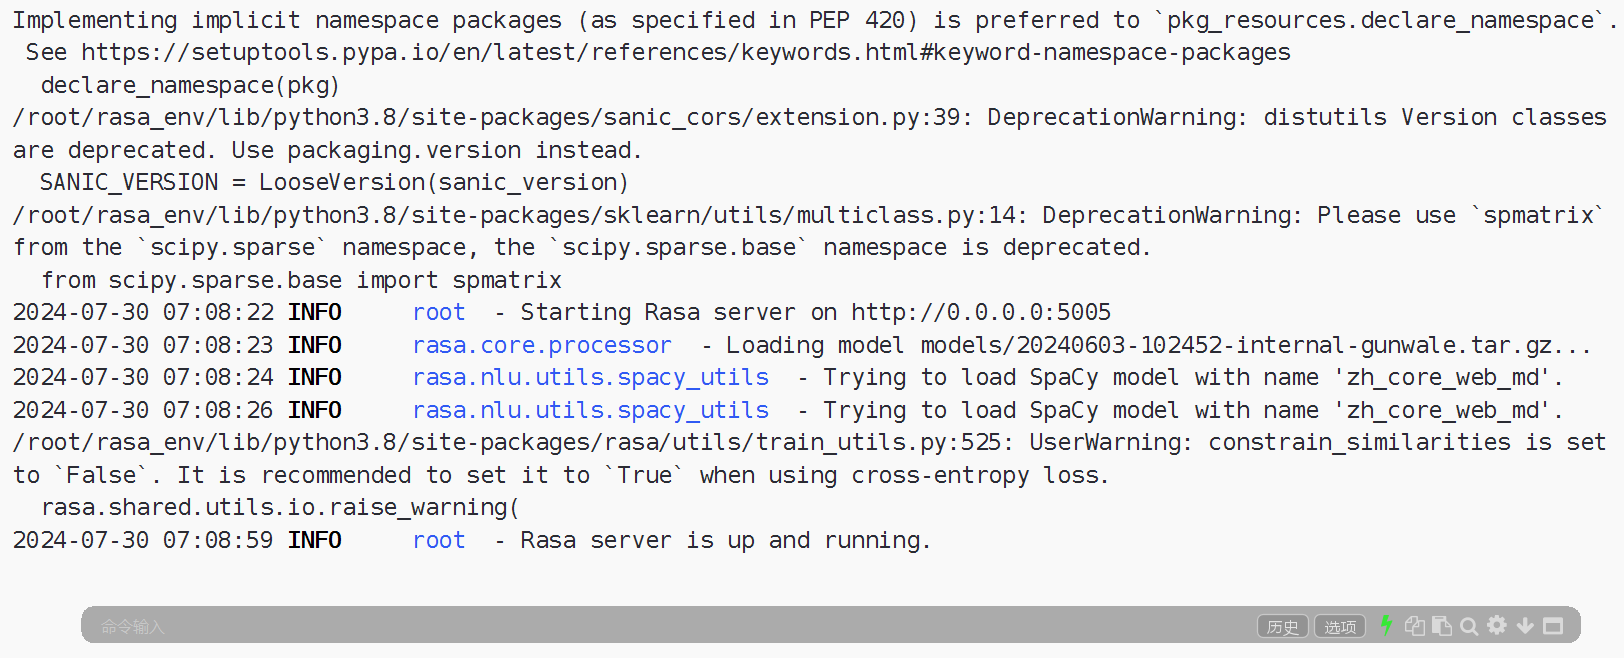 Implementing implicit namespace packages (as specified in PEP 420) is preferred to `pkg_resources.declare_namespace`.
See https://setuptools.pypa.io/en/latest/references/keywords.html#keyword-namespace-packages
declare_namespace(pkg)
/root/rasa_env/lib/python3.8/site-packages/sanic_cors/extension.py:39: DeprecationWarning: distutils Version classes
are deprecated. Use packaging.version instead.
SANIC_VERSION = LooseVersion(sanic_version)
/root/rasa_env/lib/python3.8/site-packages/sklearn/utils/multiclass.py:14: DeprecationWarning: Please use `spmatrix`
from the `scipy.sparse` namespace, the `scipy.sparse.base` namespace is deprecated.
from scipy.sparse.base import spmatrix
2024-07-30 07:08:22 INFO root - Starting Rasa server on http://0.0.0.0:5005
2024-07-30 07:08:23 INFO rasa.core.processor - Loading model models/20240603-102452-internal-gunwale.tar.gz...
2024-07-30 07:08:24 INFO rasa.nlu.utils.spacy_utils - Trying to load SpaCy model with name 'zh_core_web_md'.
2024-07-30 07:08:26 INFO rasa.nlu.utils.spacy_utils - Trying to load SpaCy model with name 'zh_core_web_md'.
/root/rasa_env/lib/python3.8/site-packages/rasa/utils/train_utils.py:525: UserWarning: constrain_similarities is set
to `False`. It is recommended to set it to `True` when using cross-entropy loss.
rasa.shared.utils.io.raise_warning(
2024-07-30 07:08:59 INFO root - Rasa server is up and running.
命令输入 历史 选项